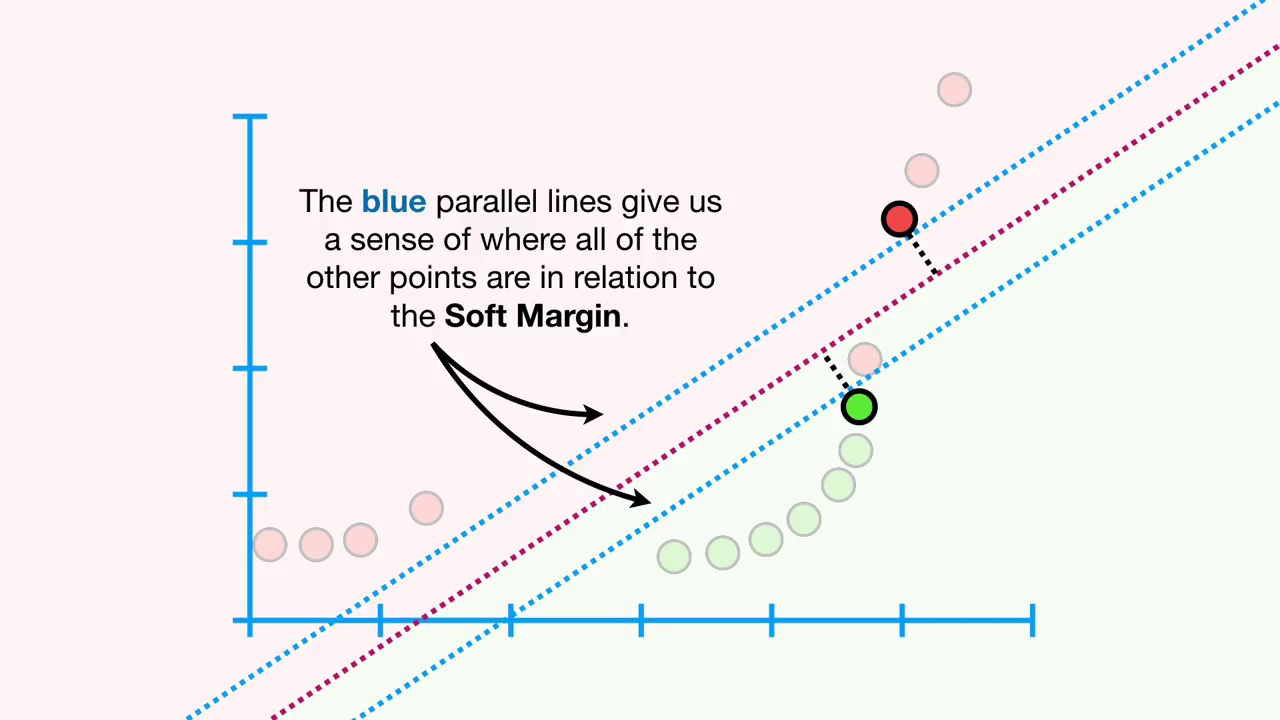 The blue parallel lines give us
a sense of where all of the
other points are in relation to
the Soft Margin.